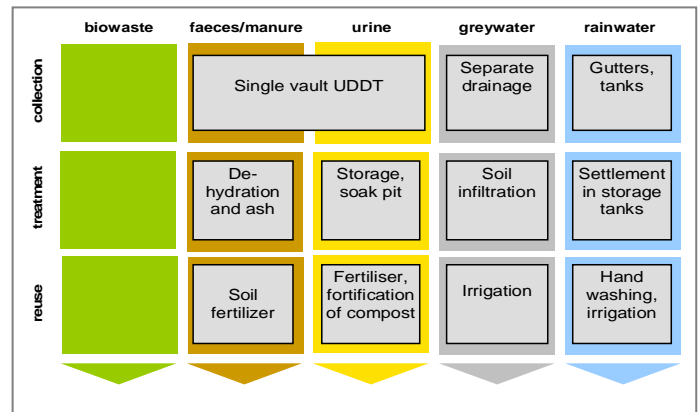 biowaste faeces/manure urine greywater rainwater
collection
Single vault UDDT
Separate
drainage
Gutters,
tanks
treatment
De-
hydration
and ash
Storage,
soak pit
Soil
infiltration
Settlement
in storage
tanks
reuse
Soil
fertilizer
Fertiliser,
fortification
of compost
Irrigation
Hand
washing,
irrigation